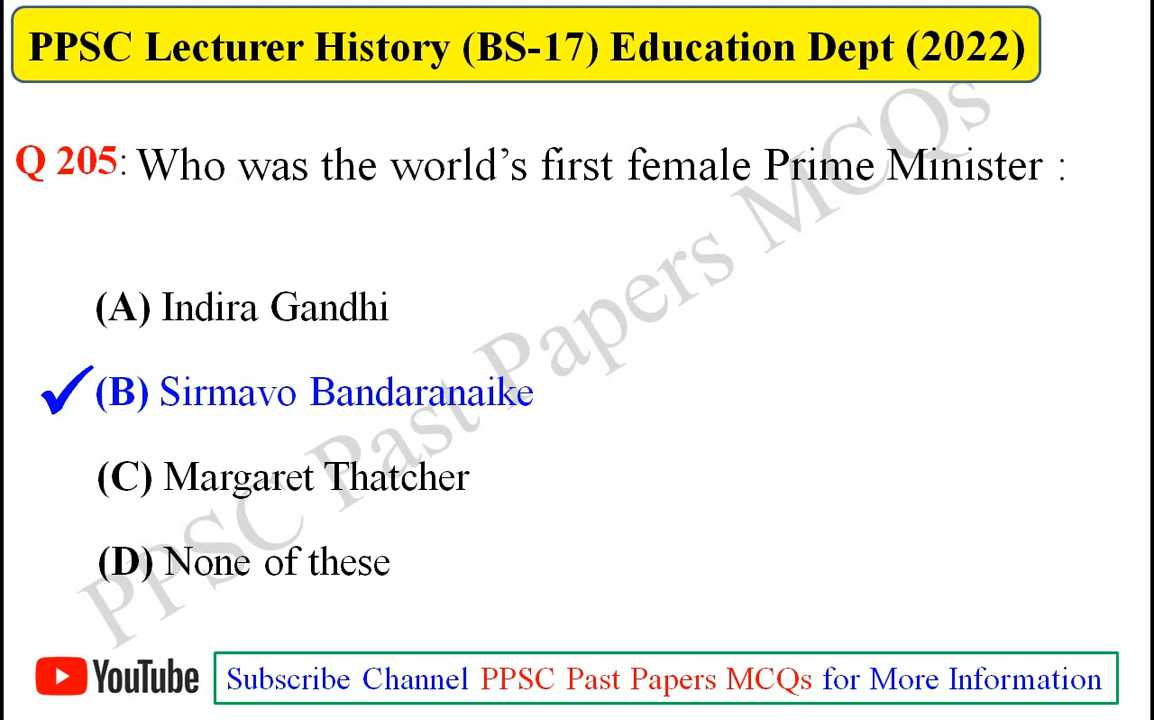 PPSC Lecturer History (BS-17) Education Dept (2022)
Q 205: Who was the world's first female Prime Minister :
(A) Indira Gandhi
(B) Sirmavo Bandaranaike
(C) Margaret Thatcher
(D) None of these
PPSC Past Papers MCQs
YouTube
Subscribe Channel PPSC Past Papers MCQs for More Information